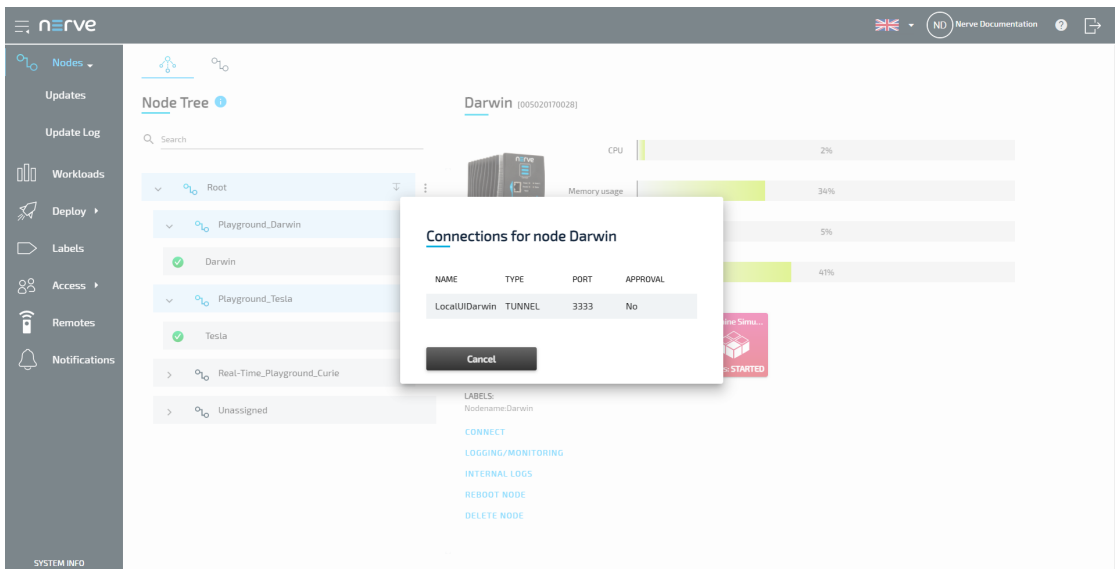 nerve
ND Nerve Documentation
Nodes
Updates
Update Log
Workloads
Deploy
Labels
Access
Remotes
Notifications
SYSTEM INFO
Node Tree
Search
Root
Playground_Darwin
Darwin
Playground_Tesla
Tesla
Real-Time_Playground_Curie
Unassigned
Darwin [005020170028]
nerve
CPU 2%
Memory usage 34%
5%
41%
Connections for node Darwin
NAME TYPE PORT APPROVAL
LocalUIDarwin TUNNEL 3333 No
Cancel
ine Simu...
s: STARTED
LABELS:
Nodename:Darwin
CONNECT
LOGGING/MONITORING
INTERNAL LOGS
REBOOT NODE
DELETE NODE